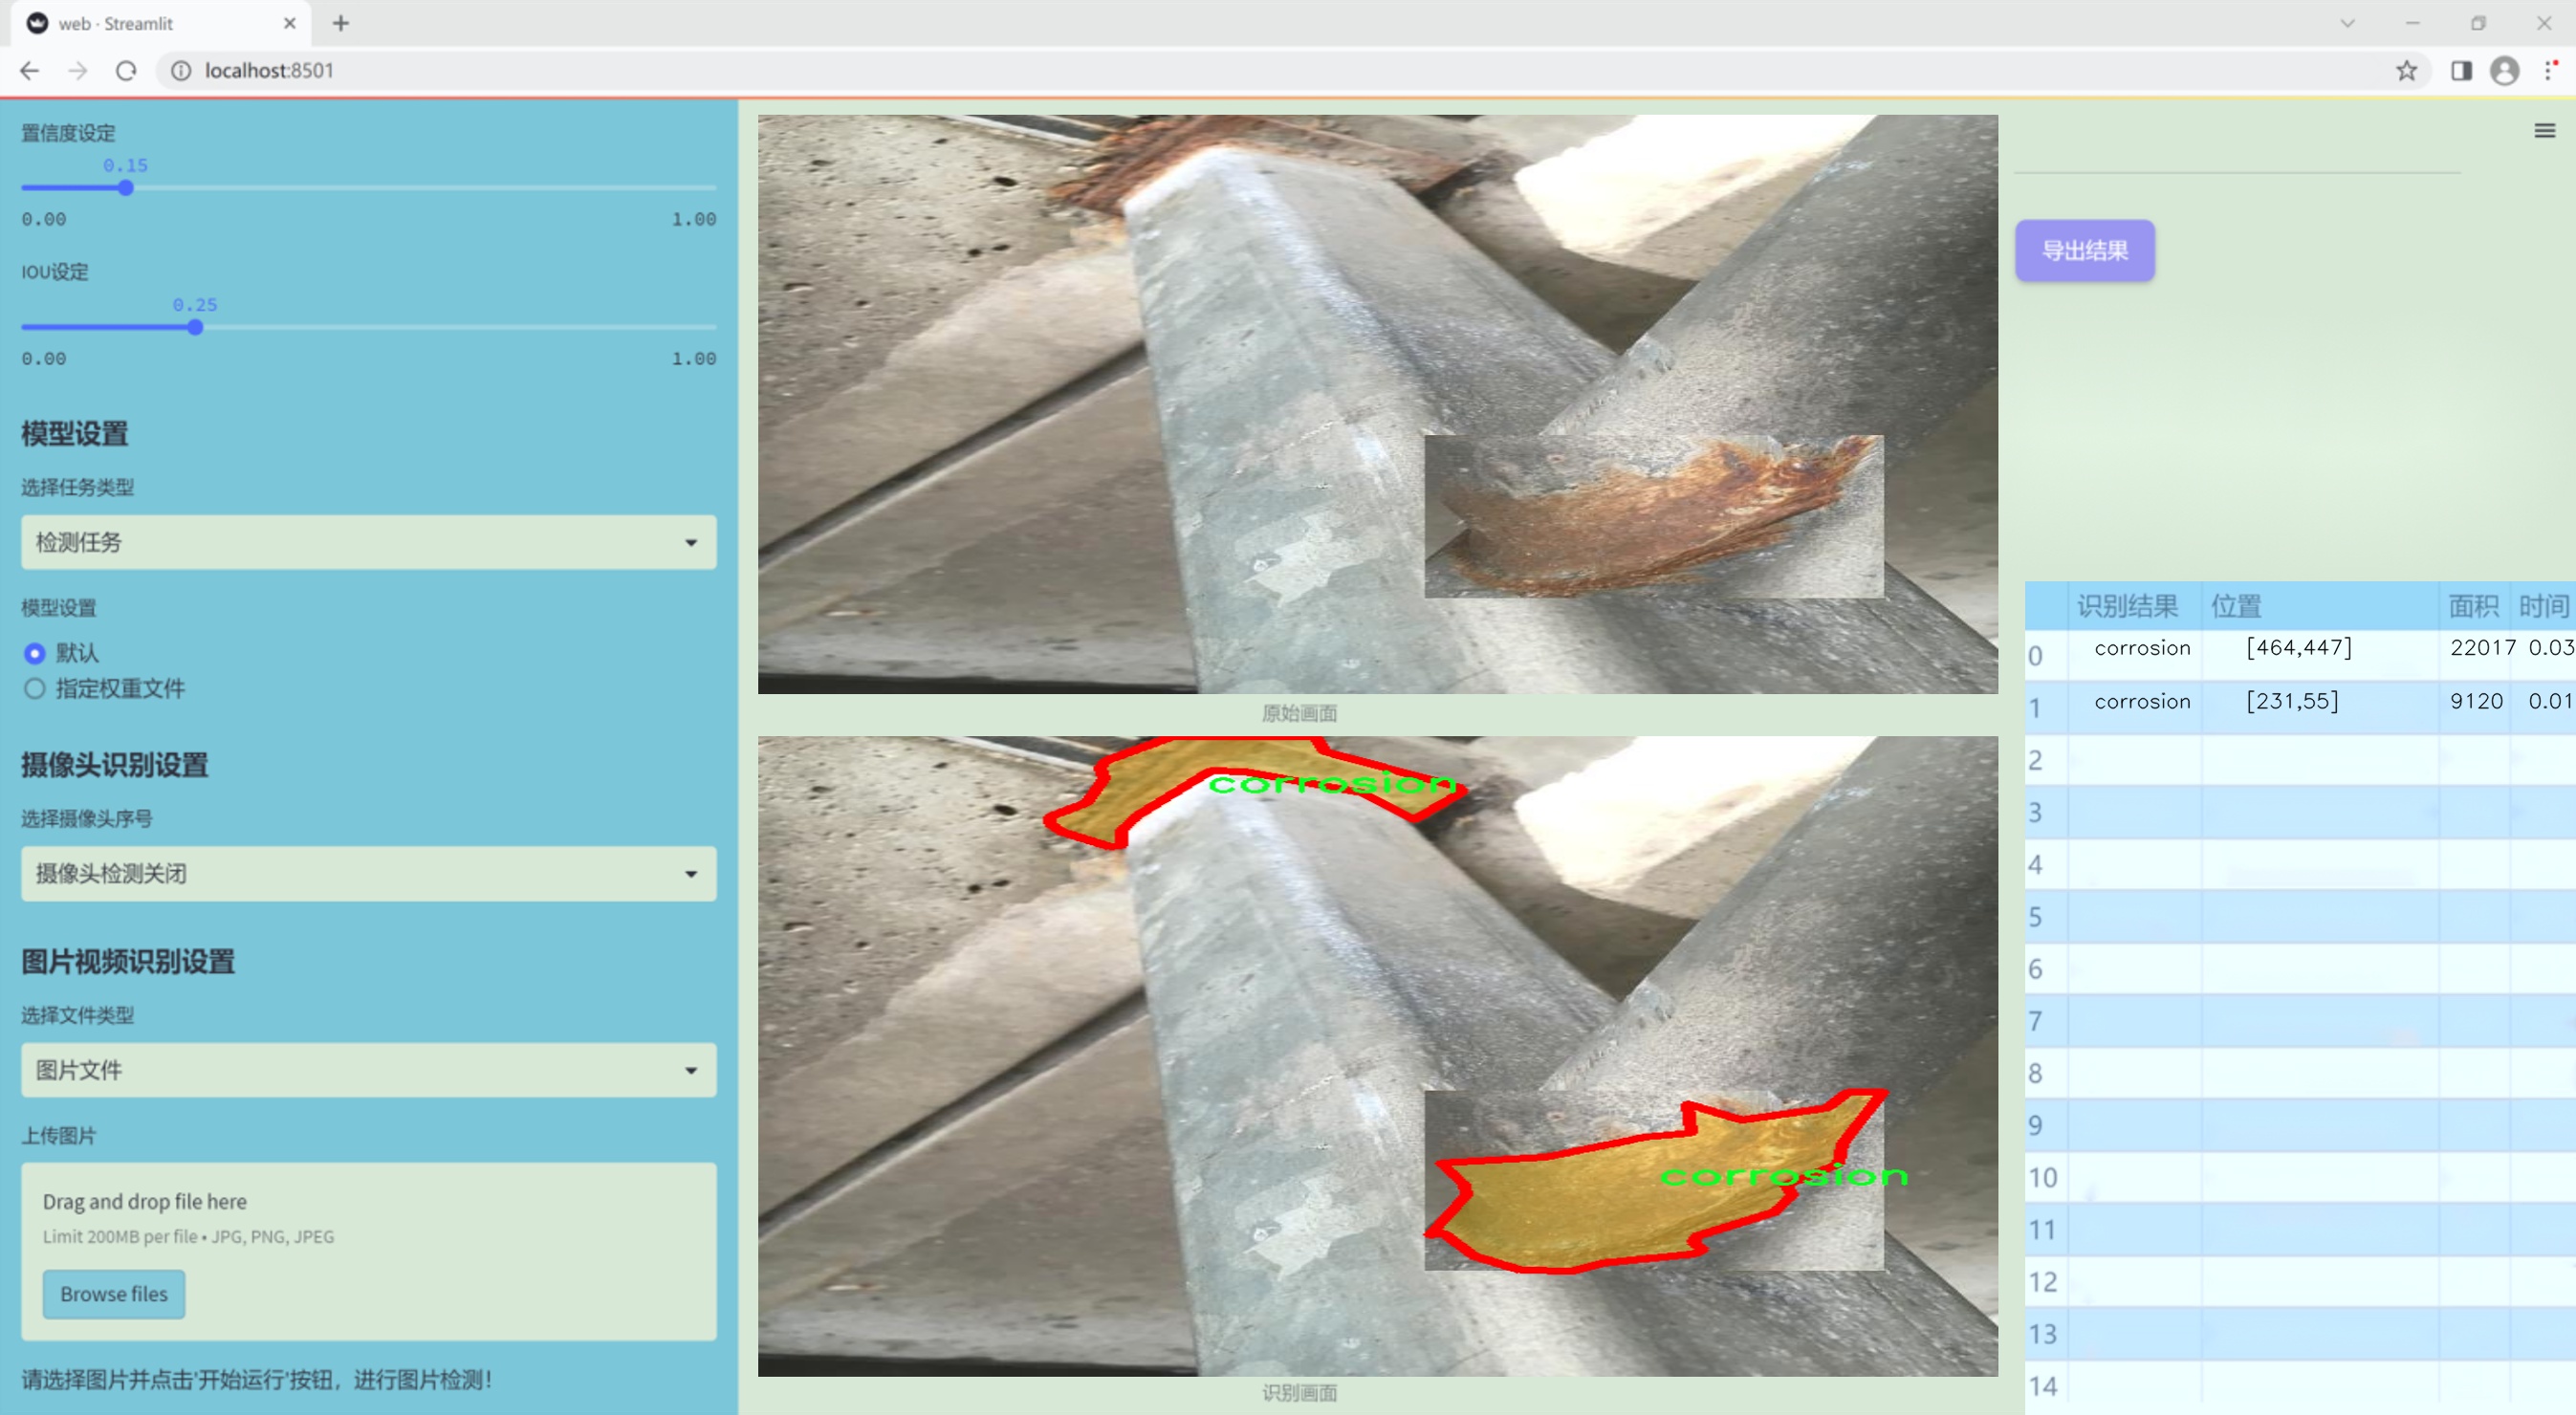 web · Streamlit
localhost:8501
置信度设定
0.15
0.00 1.00
IOU设定
0.25
0.00 1.00
模型设置
选择任务类型
检测任务
模型设置
默认
指定权重文件
摄像头识别设置
选择摄像头序号
摄像头检测关闭
图片视频识别设置
选择文件类型
图片文件
上传图片
Drag and drop file here
Limit 200MB per file • JPG, PNG, JPEG
Browse files
请选择图片并点击'开始运行'按钮，进行图片检测！
原始画面
corrosion
corrosion
识别画面
导出结果
识别结果 位置 面积 时间
0 corrosion [464,447] 22017 0.03
1 corrosion [231,55] 9120 0.01
2
3
4
5
6
7
8
9
10
11
12
13
14